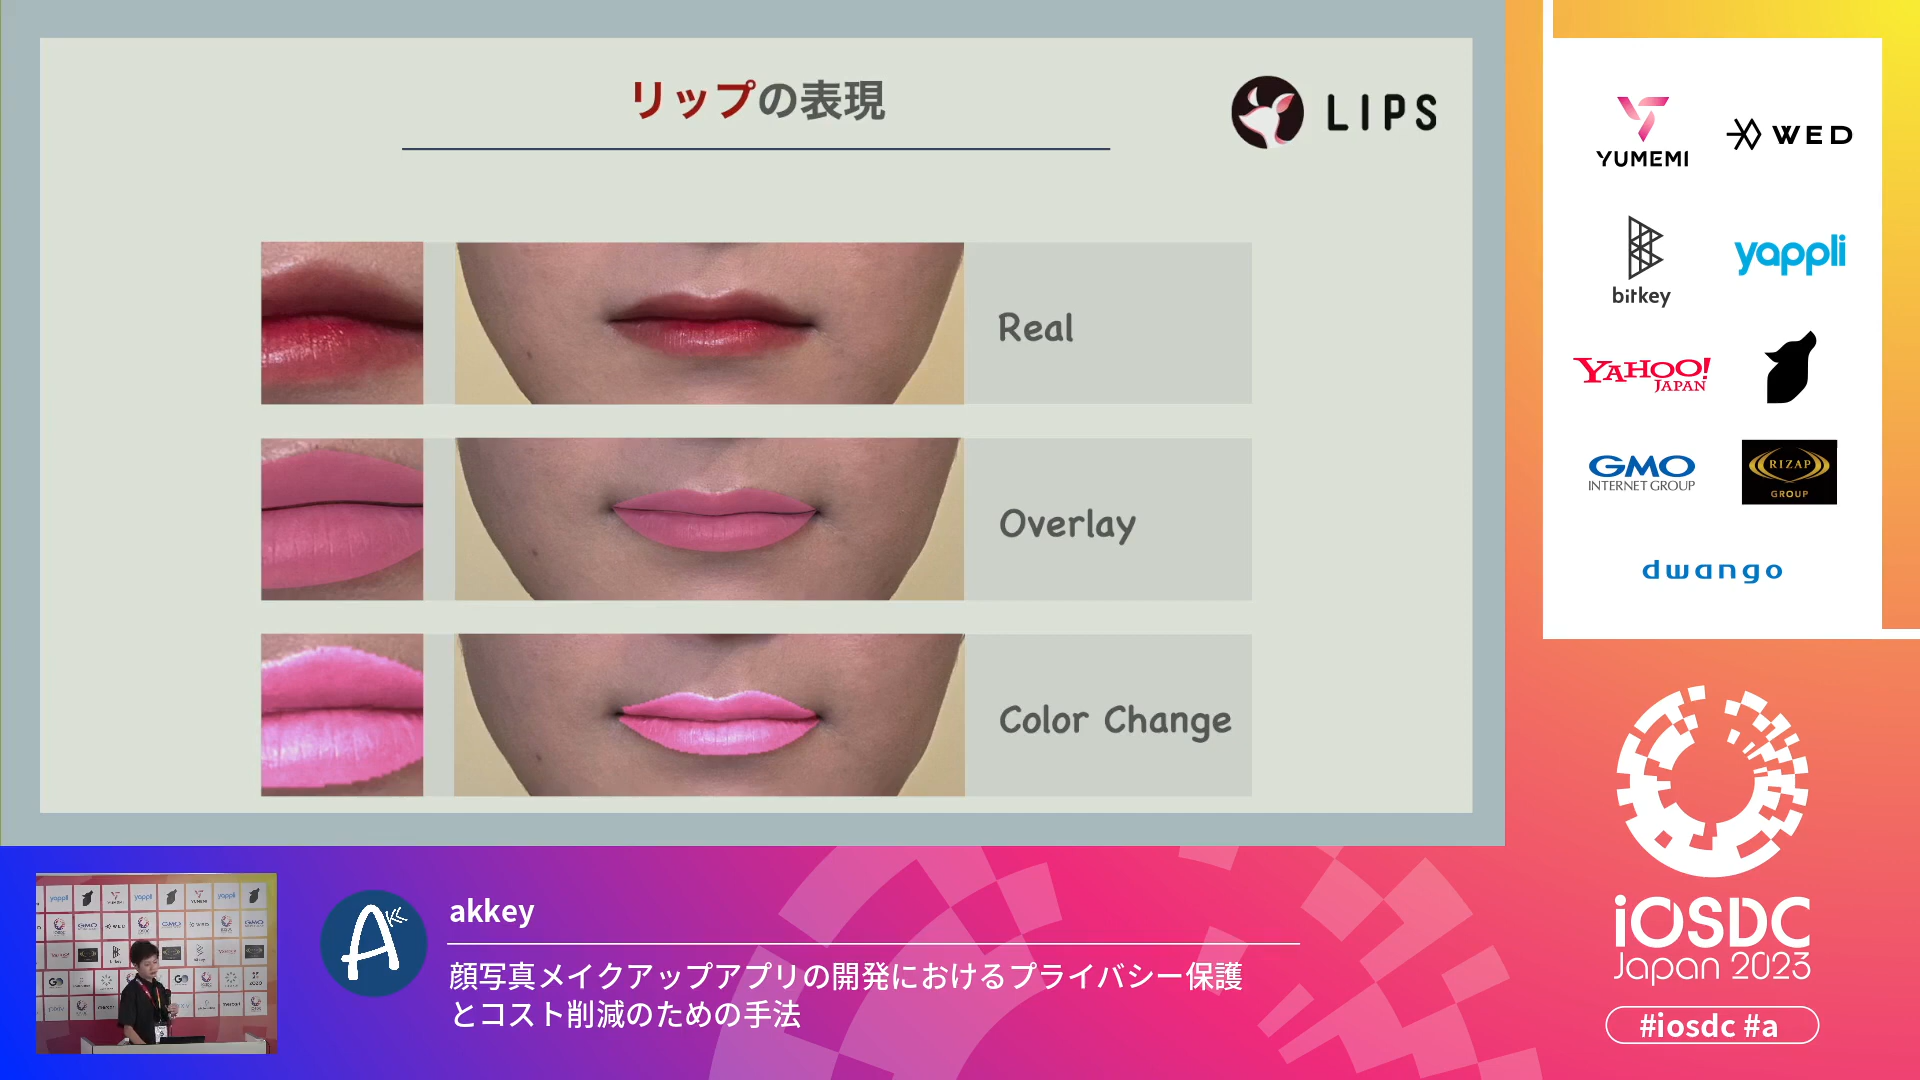 リップの表現
LIPS
Real
Overlay
Color Change
YUMEMI
WED
bitkey
yappli
YAHOO!
JAPAN
GMO
INTERNET GROUP
RIZAP
GROUP
dwango
akkey
顔写真メイクアップアプリの開発におけるプライバシー保護
とコスト削減のための手法
iOSDC
Japan 2023
#iosdc #a